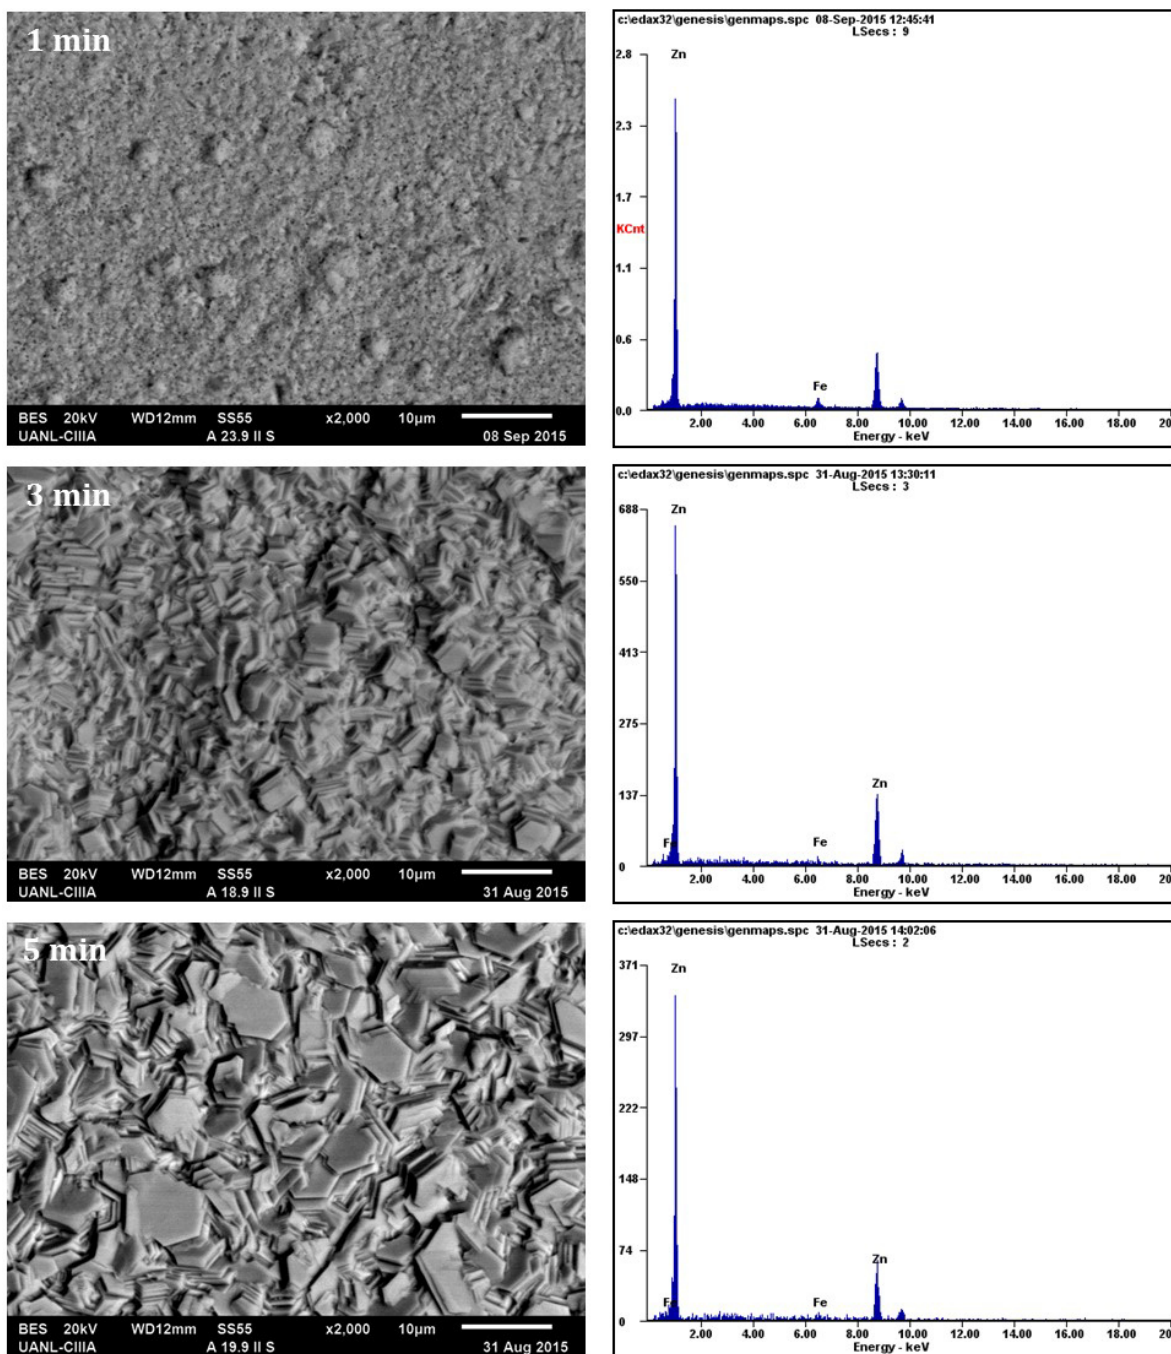 1 min
BES 20kV WD12mm SS55 x2,000 10µm
UANL-CIIIA A 23.9 II S 08 Sep 2015
c:\edax32\genesis\genmaps.spc 08-Sep-2015 12:45:41
LSecs : 9
2.8
Zn
2.3
1.7
KCnt
1.1
0.6
Fe
0.0
2.00 4.00 6.00 8.00 10.00 12.00 14.00 16.00 18.00 20
Energy - keV
3 min
BES 20kV WD12mm SS55 x2,000 10µm
UANL-CIIIA A 18.9 II S 31 Aug 2015
c:\edax32\genesis\genmaps.spc 31-Aug-2015 13:30:11
LSecs : 3
688
Zn
550
413
275
137
Zn
Fe Fe
0
2.00 4.00 6.00 8.00 10.00 12.00 14.00 16.00 18.00 20
Energy - keV
5 min
BES 20kV WD12mm SS55 x2,000 10µm
UANL-CIIIA A 19.9 II S 31 Aug 2015
c:\edax32\genesis\genmaps.spc 31-Aug-2015 14:02:06
LSecs : 2
371
Zn
297
222
148
74
Zn
Fe Fe
0
2.00 4.00 6.00 8.00 10.00 12.00 14.00 16.00 18.00 20
Energy - keV